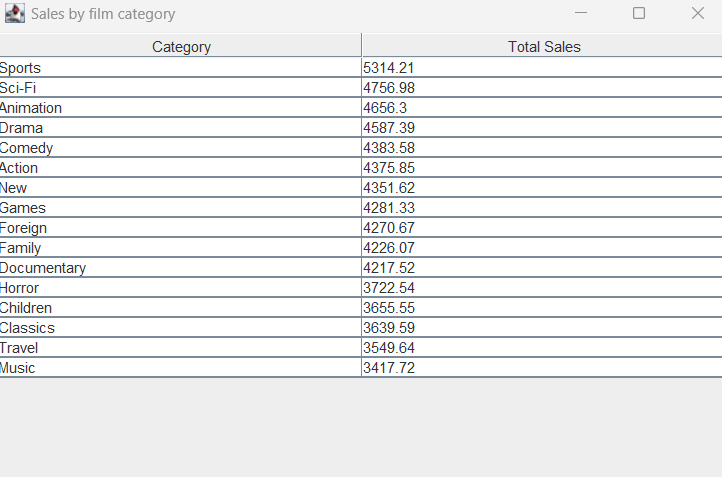 Sales by film category
Category Total Sales
Sports 5314.21
Sci-Fi 4756.98
Animation 4656.3
Drama 4587.39
Comedy 4383.58
Action 4375.85
New 4351.62
Games 4281.33
Foreign 4270.67
Family 4226.07
Documentary 4217.52
Horror 3722.54
Children 3655.55
Classics 3639.59
Travel 3549.64
Music 3417.72